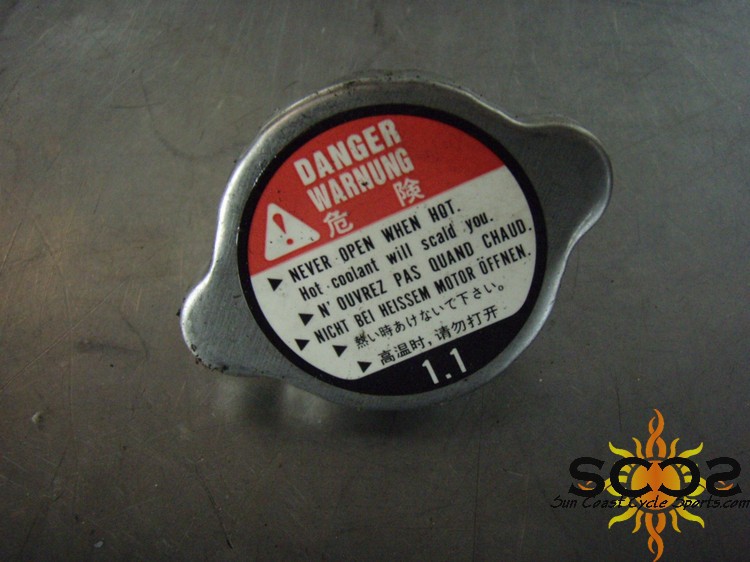 DANGER
WARNUNG
危険
▶ NEVER OPEN WHEN HOT.
Hot coolant will scald you.
▶ N' OUVREZ PAS QUAND CHAUD.
▶ NICHT BEI HEISSEM MOTOR ÖFFNEN.
▶ 熱い時あけないで下さい。
▶ 高温时,请勿打开
1.1
SCCS
Sun Coast Cycle Sports.com